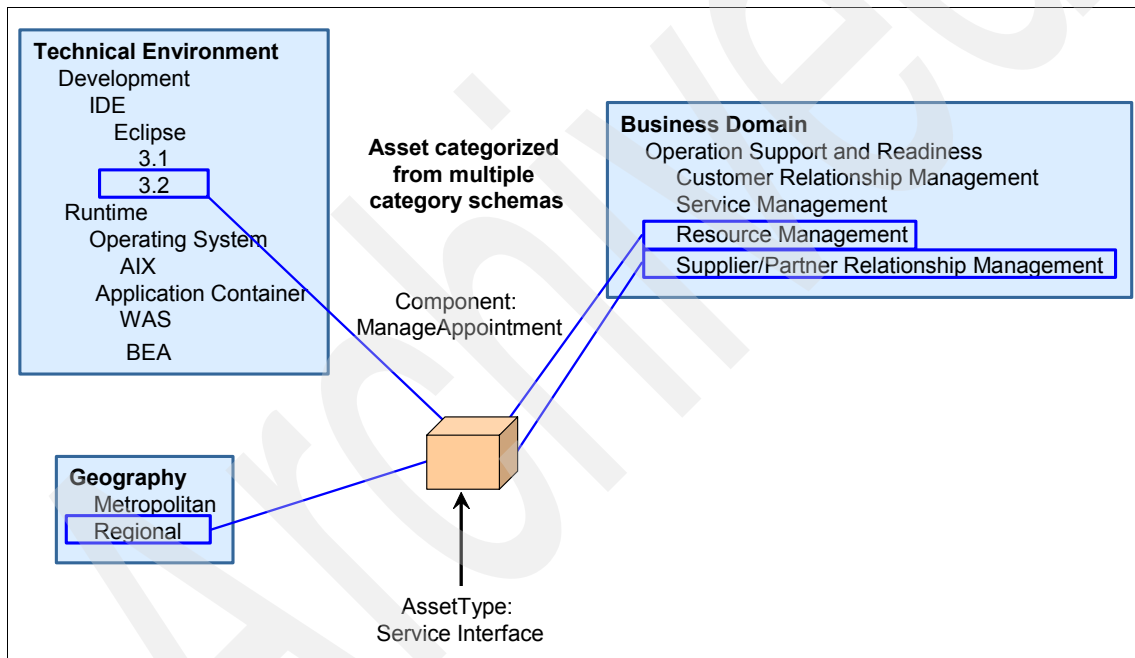 Technical Environment
Development
IDE
Eclipse
3.1
3.2
Runtime
Operating System
AIX
Application Container
WAS
BEA
Asset categorized
from multiple
category schemas
Business Domain
Operation Support and Readiness
Customer Relationship Management
Service Management
Resource Management
Supplier/Partner Relationship Management
Component:
ManageAppointment
Geography
Metropolitan
Regional
AssetType:
Service Interface
Archived